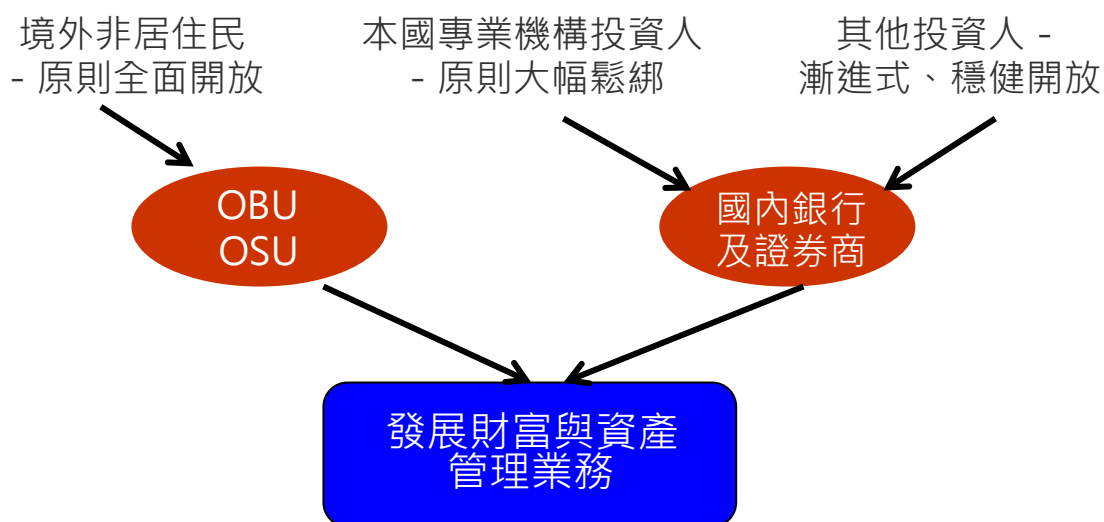 境外非居住民
- 原則全面開放
本國專業機構投資人
- 原則大幅鬆綁
其他投資人 -
漸進式、穩健開放
OBU
OSU
國內銀行
及證券商
發展財富與資產
管理業務